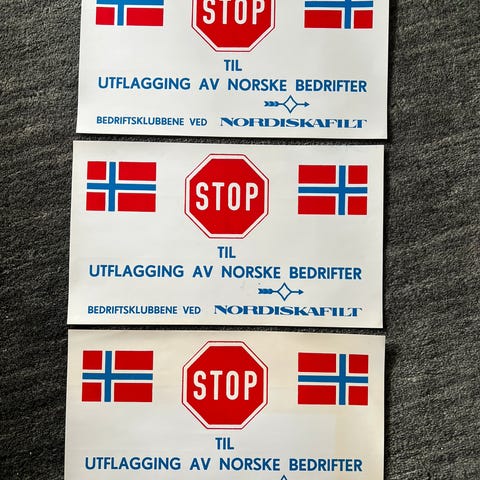 STOP
TIL
UTFLAGGING AV NORSKE BEDRIFTER
BEDRIFTSKLUBBENE VED NORDISKAFILT
STOP
TIL
UTFLAGGING AV NORSKE BEDRIFTER
BEDRIFTSKLUBBENE VED NORDISKAFILT
STOP
TIL
UTFLAGGING AV NORSKE BEDRIFTER